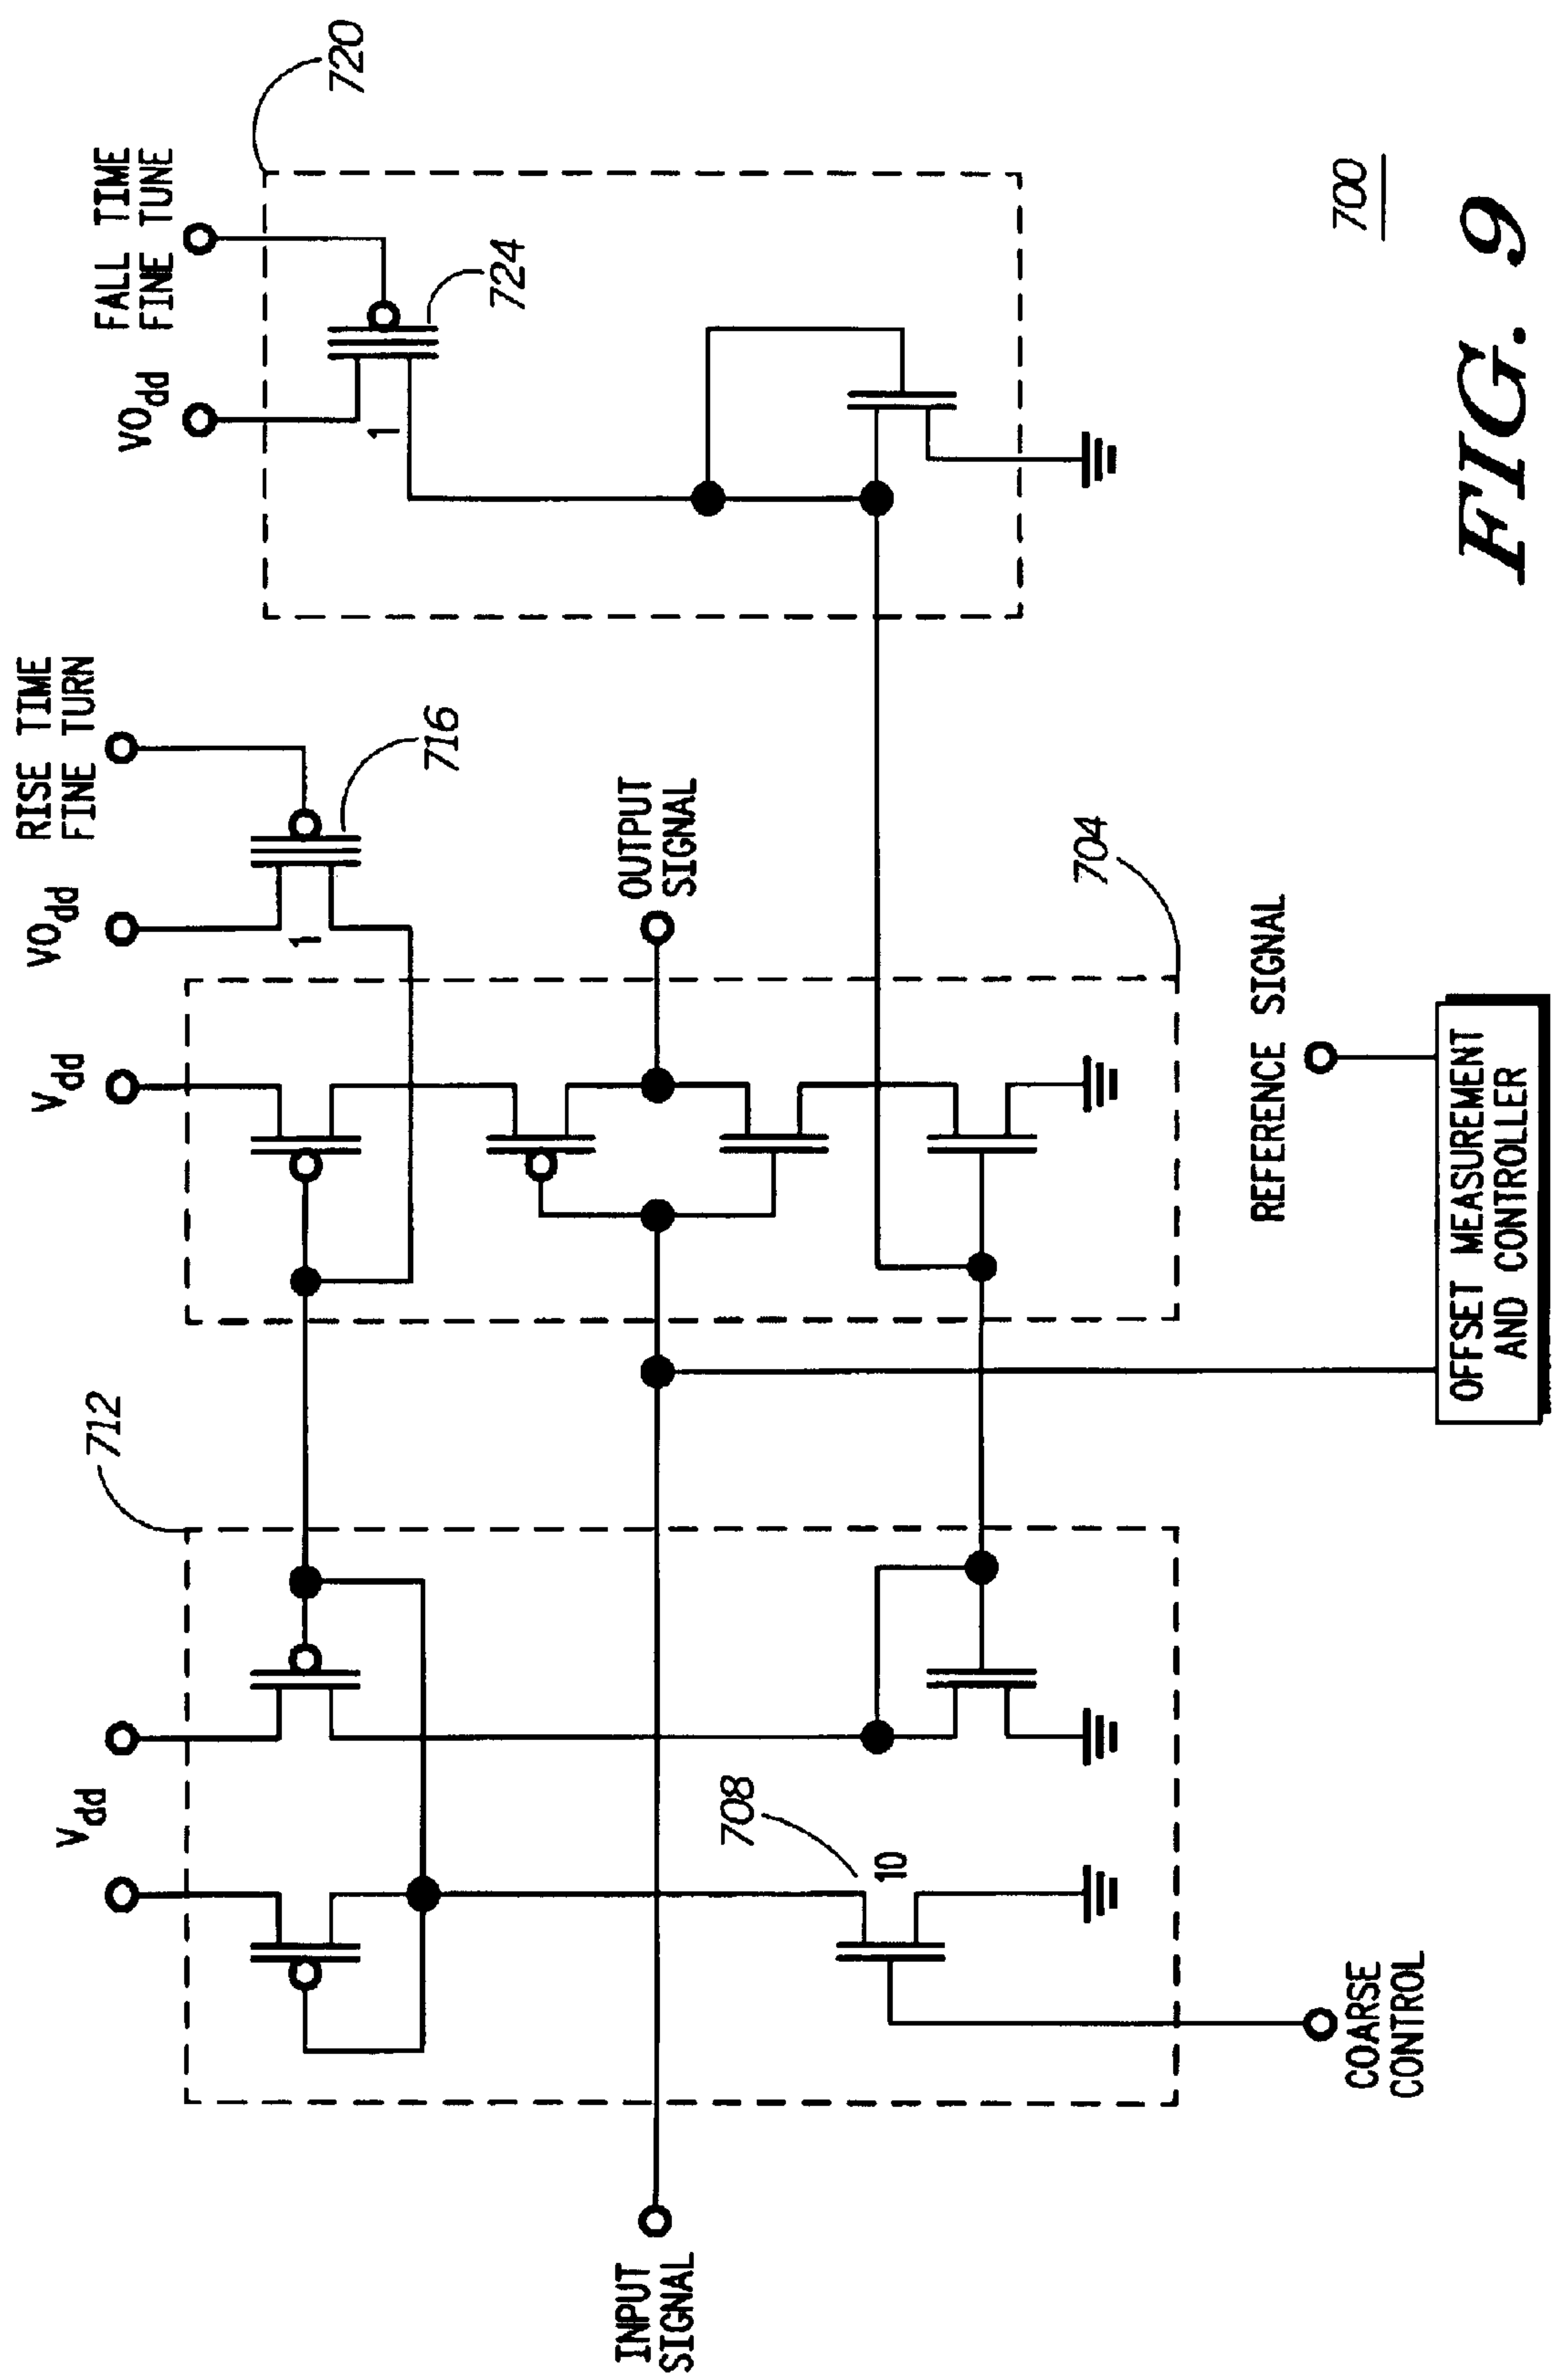 RISE TIME
FINE TURN
FALL TIME
FINE TUNE
Vdd
Vdd
VOdd
VOdd
712
716
1
1
724
720
INPUT
SIGNAL
OUTPUT
SIGNAL
708
10
704
COARSE
CONTROL
REFERENCE SIGNAL
OFFSET MEASUREMENT
AND CONTROLLER
700
FIG. 9